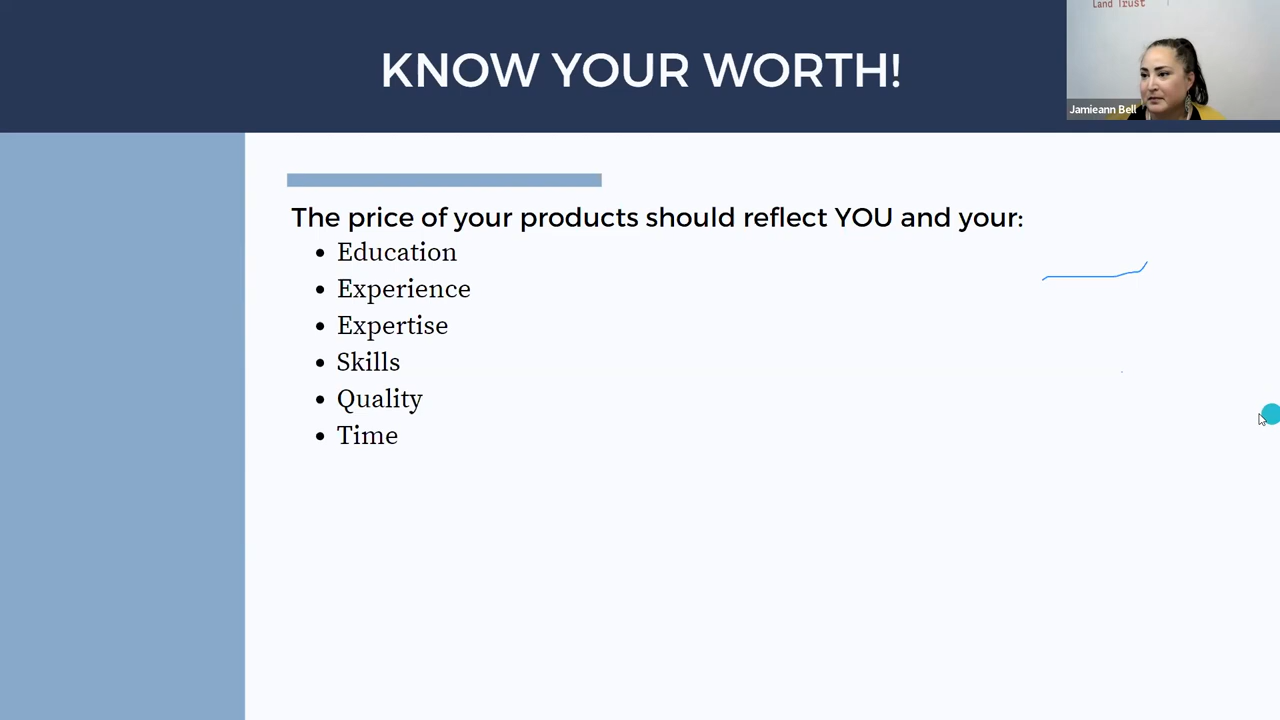 Land Trust
KNOW YOUR WORTH!
Jamieann Bell
The price of your products should reflect YOU and your:
• Education
• Experience
• Expertise
• Skills
• Quality
• Time